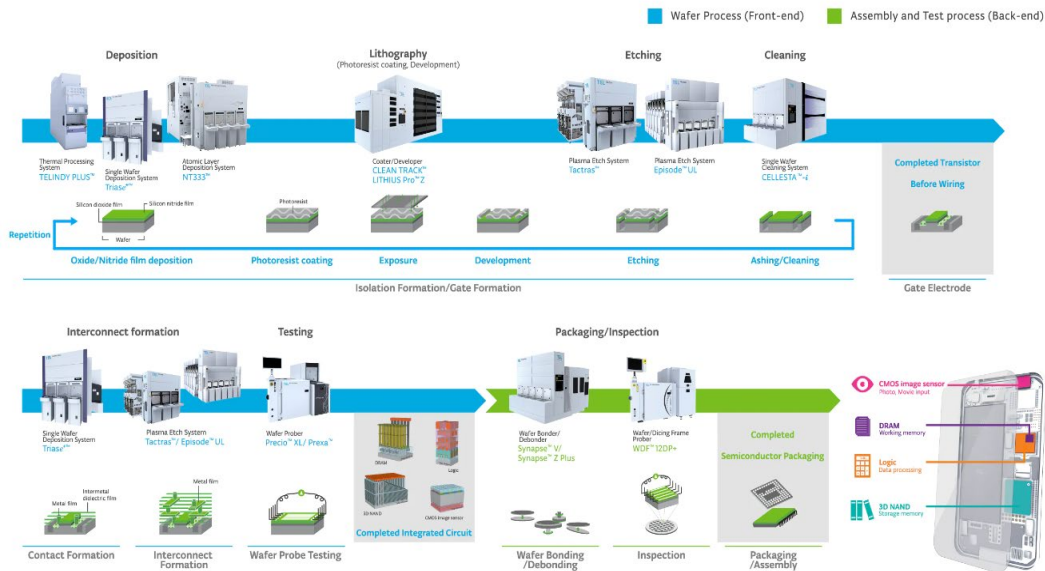 Wafer Process (Front-end)
Assembly and Test process (Back-end)
Deposition
Lithography
(Photoresist coating, Development)
Etching
Cleaning
Thermal Processing
System
TELINDY PLUS™
Single Wafer
Deposition System
Triase+™
Atomic Layer
Deposition System
NT333™
Coater/Developer
CLEAN TRACK™
LITHIUS Pro™ Z
Plasma Etch System
Tactras™
Plasma Etch System
Episode™ UL
Single Wafer
Cleaning System
CELLESTA™-i
Completed Transistor
Before Wiring
Silicon dioxide film
Silicon nitride film
Wafer
Photoresist
Repetition
Oxide/Nitride film deposition
Photoresist coating
Exposure
Development
Etching
Ashing/Cleaning
Isolation Formation/Gate Formation
Gate Electrode
Interconnect formation
Testing
Packaging/Inspection
Single Wafer
Deposition System
Triase+™
Plasma Etch System
Tactras™/ Episode™ UL
Wafer Prober
Precio™ XL/ Prexa™
DRAM
Logic
3D NAND
CMOS image sensor
Completed Integrated Circuit
Wafer Bonder/
Debonder
Synapse™ V/
Synapse™ Z Plus
Wafer/Dicing Frame
Prober
WDF™ 12DP+
Completed
Semiconductor Packaging
Metal film
Intermetal
dielectric film
Metal film
Contact Formation
Interconnect
Formation
Wafer Probe Testing
Wafer Bonding
/Debonding
Inspection
Packaging
/Assembly
CMOS image sensor
Photo, Movie input
DRAM
Working memory
Logic
Data processing
3D NAND
Storage memory